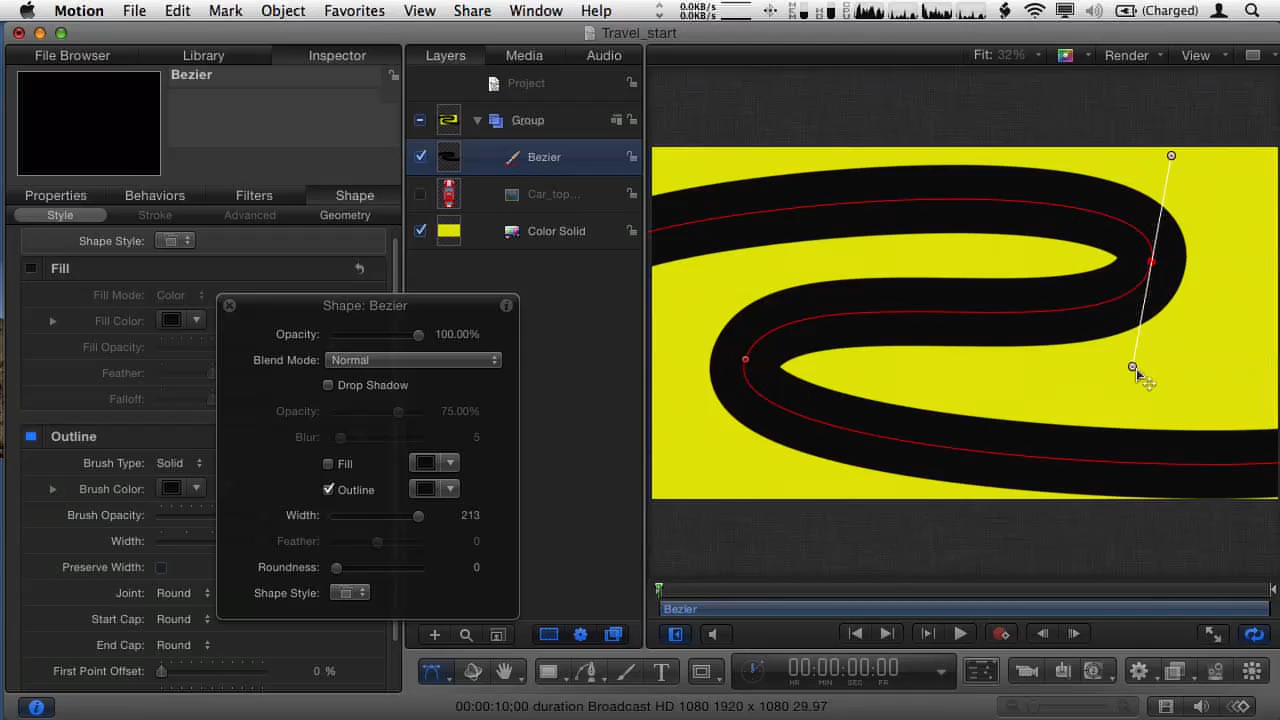 Motion File Edit Mark Object Favorites View Share Window Help 0.0KB/s 0.0KB/s (Charged)
Travel_start
File Browser Library Inspector Layers Media Audio Fit: 32% Render View
Bezier
Project
Group
Bezier
Car_top...
Color Solid
Properties Behaviors Filters Shape
Style Stroke Advanced Geometry
Shape Style:
Fill
Fill Mode: Color
Fill Color:
Fill Opacity:
Feather:
Falloff:
Outline
Brush Type: Solid
Brush Color:
Brush Opacity:
Width:
Preserve Width:
Joint: Round
Start Cap: Round
End Cap: Round
First Point Offset: 0 %
Shape: Bezier
Opacity: 100.00%
Blend Mode: Normal
Drop Shadow
Opacity: 75.00%
Blur: 5
Fill
Outline
Width: 213
Feather: 0
Roundness: 0
Shape Style:
Bezier
T
00:00:00:00
HR MIN SEC FR
00:00:10;00 duration Broadcast HD 1080 1920 x 1080 29.97